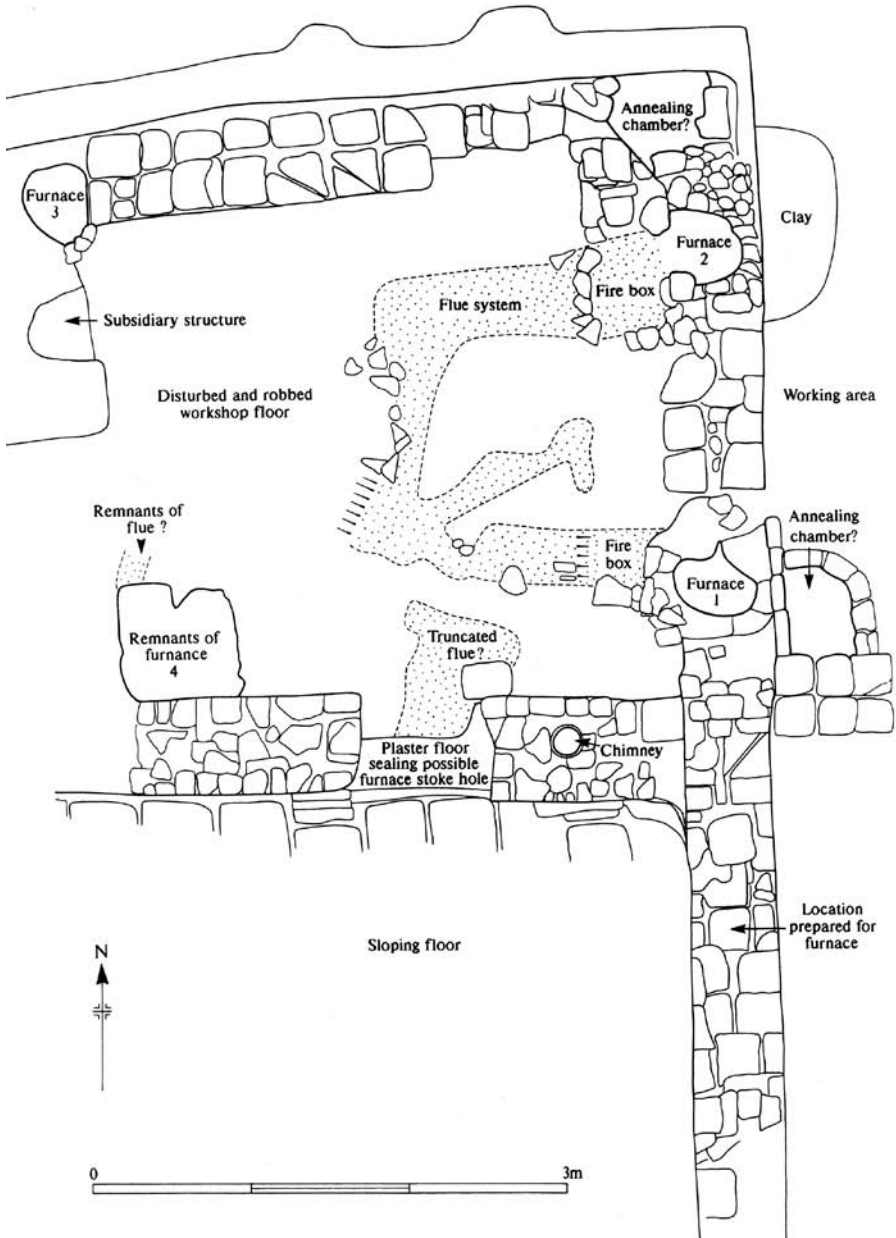 Annealing
chamber?
Furnace
3
Clay
Furnace
2
Flue system
Fire box
Subsidiary structure
Disturbed and robbed
workshop floor
Working area
Remnants
of flue ?
Annealing
chamber?
Fire
box
Furnace
1
Remnants of
furnance
4
Truncated
flue?
Plaster floor
sealing possible
furnace stoke hole
Chimney
Location
prepared for
furnace
Sloping floor
N
0 3m